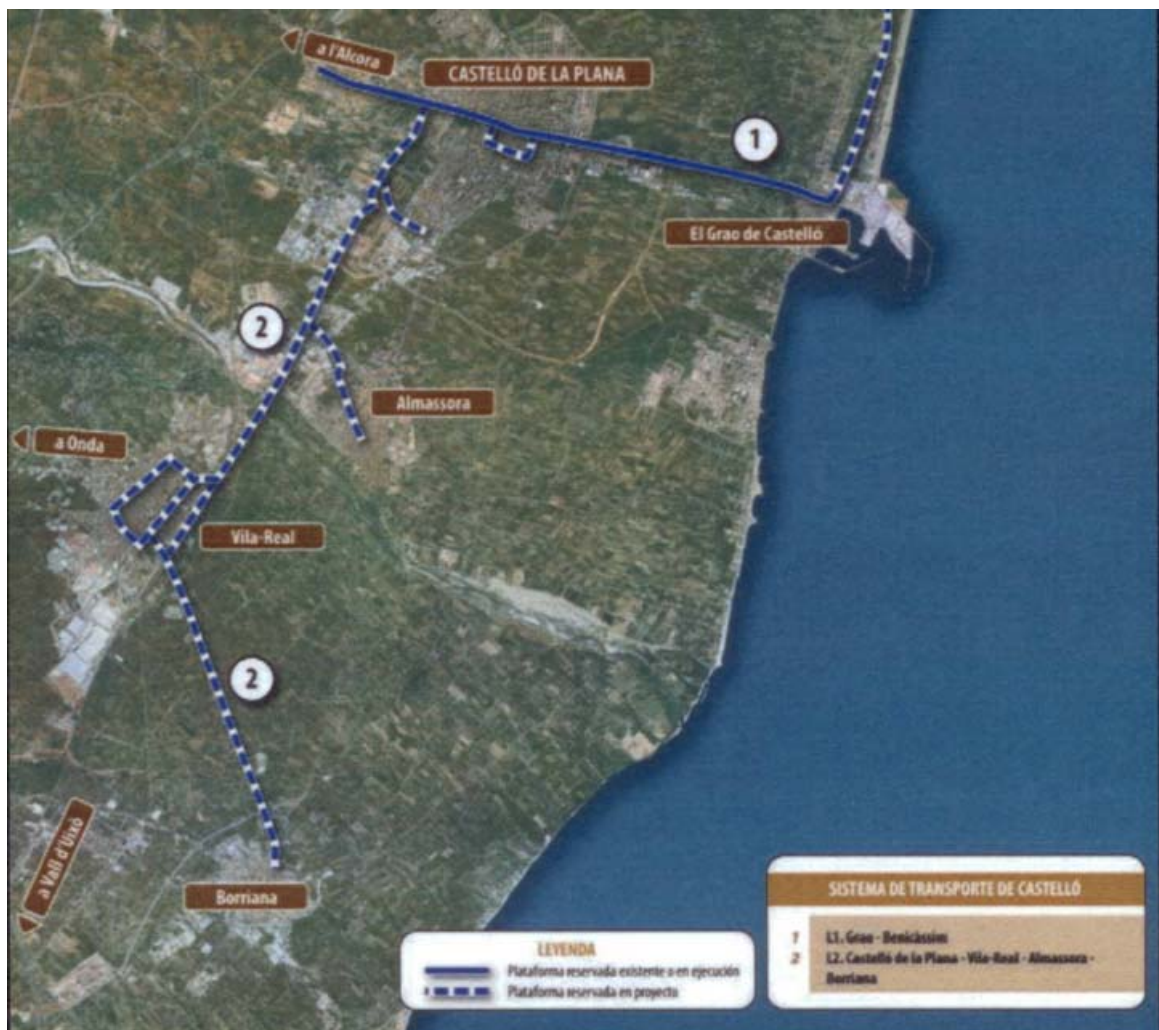 a l'Alcora
CASTELLÓ DE LA PLANA
1
El Grao de Castelló
2
Almassora
a Onda
Vila-Real
2
a Vall d'Uixò
Borriana
LEYENDA
Plataforma reservada existente o en ejecución
Plataforma reservada en proyecto
SISTEMA DE TRANSPORTE DE CASTELLÓ
1 L1. Grao - Benicàssim
2 L2. Castelló de la Plana - Vila-Real - Almassora -
Borriana